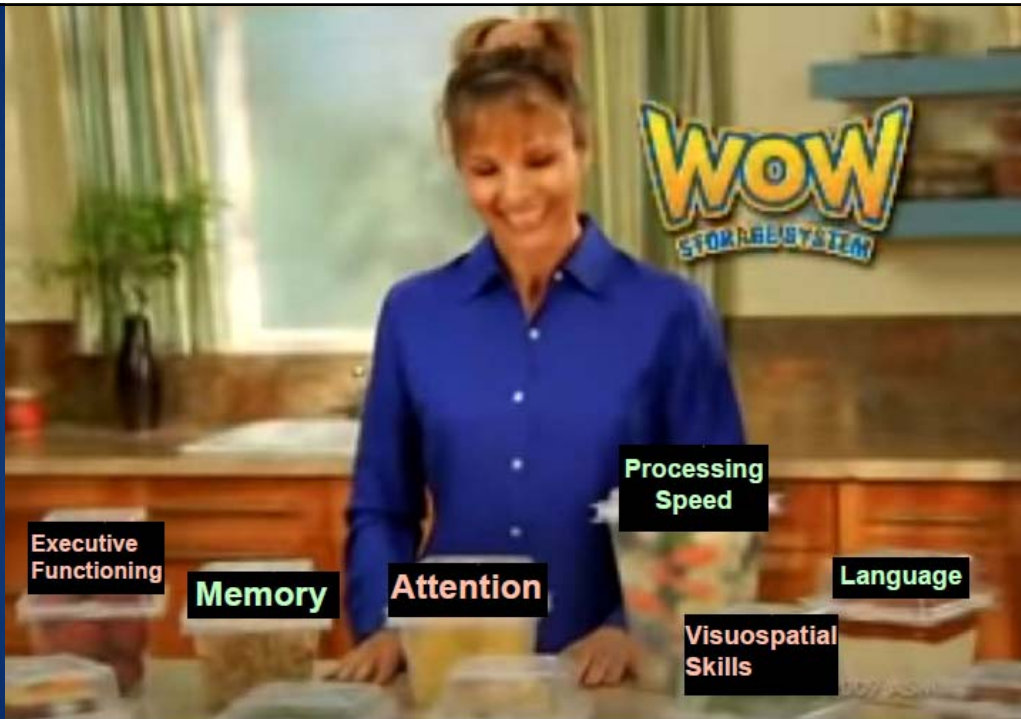 WOW
STORAGE SYSTEM
Processing
Speed
Executive
Functioning
Memory
Attention
Language
Visuospatial
Skills